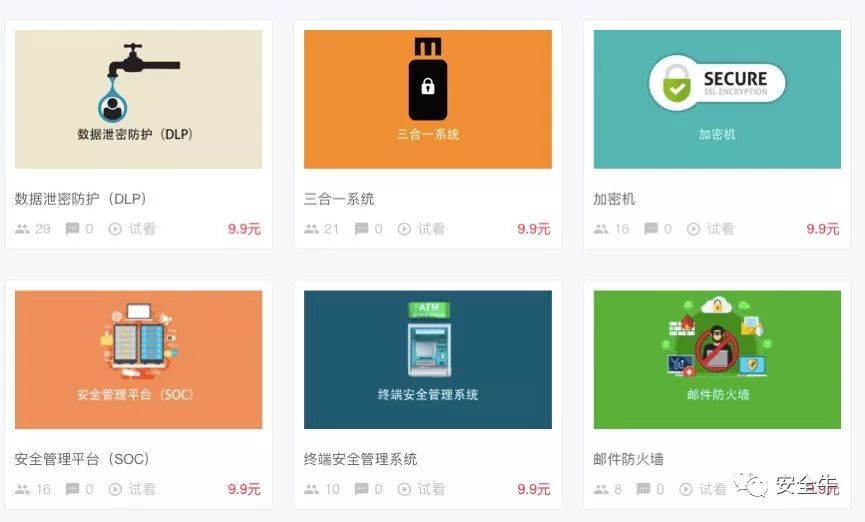 数据泄密防护（DLP）
三合一系统
SECURE
SSL ENCRYPTION
加密机
数据泄密防护（DLP）
29 0 试看 9.9元
三合一系统
21 0 试看 9.9元
加密机
16 0 试看 9.9元
安全管理平台（SOC）
ATM
终端安全管理系统
邮件防火墙
安全管理平台（SOC）
16 0 试看 9.9元
终端安全管理系统
10 0 试看 9.9元
邮件防火墙
8 0 试看 9.9元
安全牛